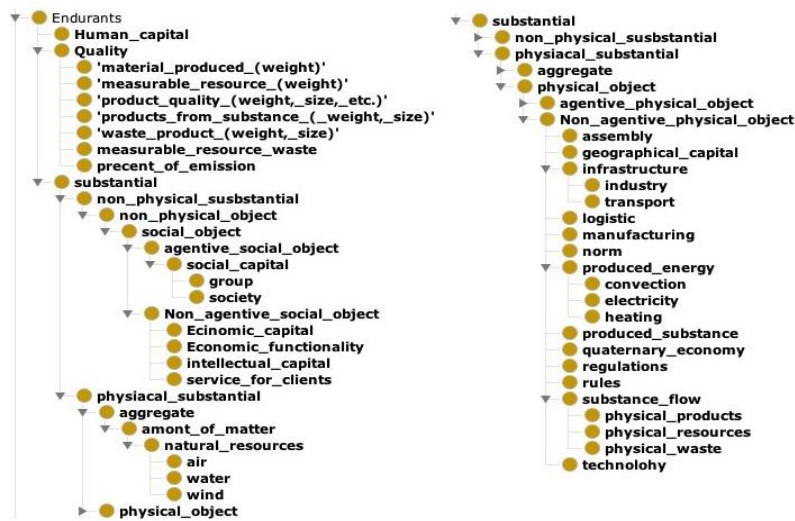 Endurants
Human_capital
Quality
'material_produced_(weight)'
'measurable_resource_(weight)'
'product_quality_(weight,_size,_etc.)'
'products_from_substance_(_weight,_size)'
'waste_product_(weight,_size)'
measurable_resource_waste
precent_of_emission
substantial
non_physical_susbstantial
non_physical_object
social_object
agentive_social_object
social_capital
group
society
Non_agentive_social_object
Ecinomic_capital
Economic_functionality
intellectual_capital
service_for_clients
physiacal_substantial
aggregate
amont_of_matter
natural_resources
air
water
wind
physical_object
substantial
non_physical_susbstantial
physiacal_substantial
aggregate
physical_object
agentive_physical_object
Non_agentive_physical_object
assembly
geographical_capital
infrastructure
industry
transport
logistic
manufacturing
norm
produced_energy
convection
electricity
heating
produced_substance
quaternary_economy
regulations
rules
substance_flow
physical_products
physical_resources
physical_waste
technolohy